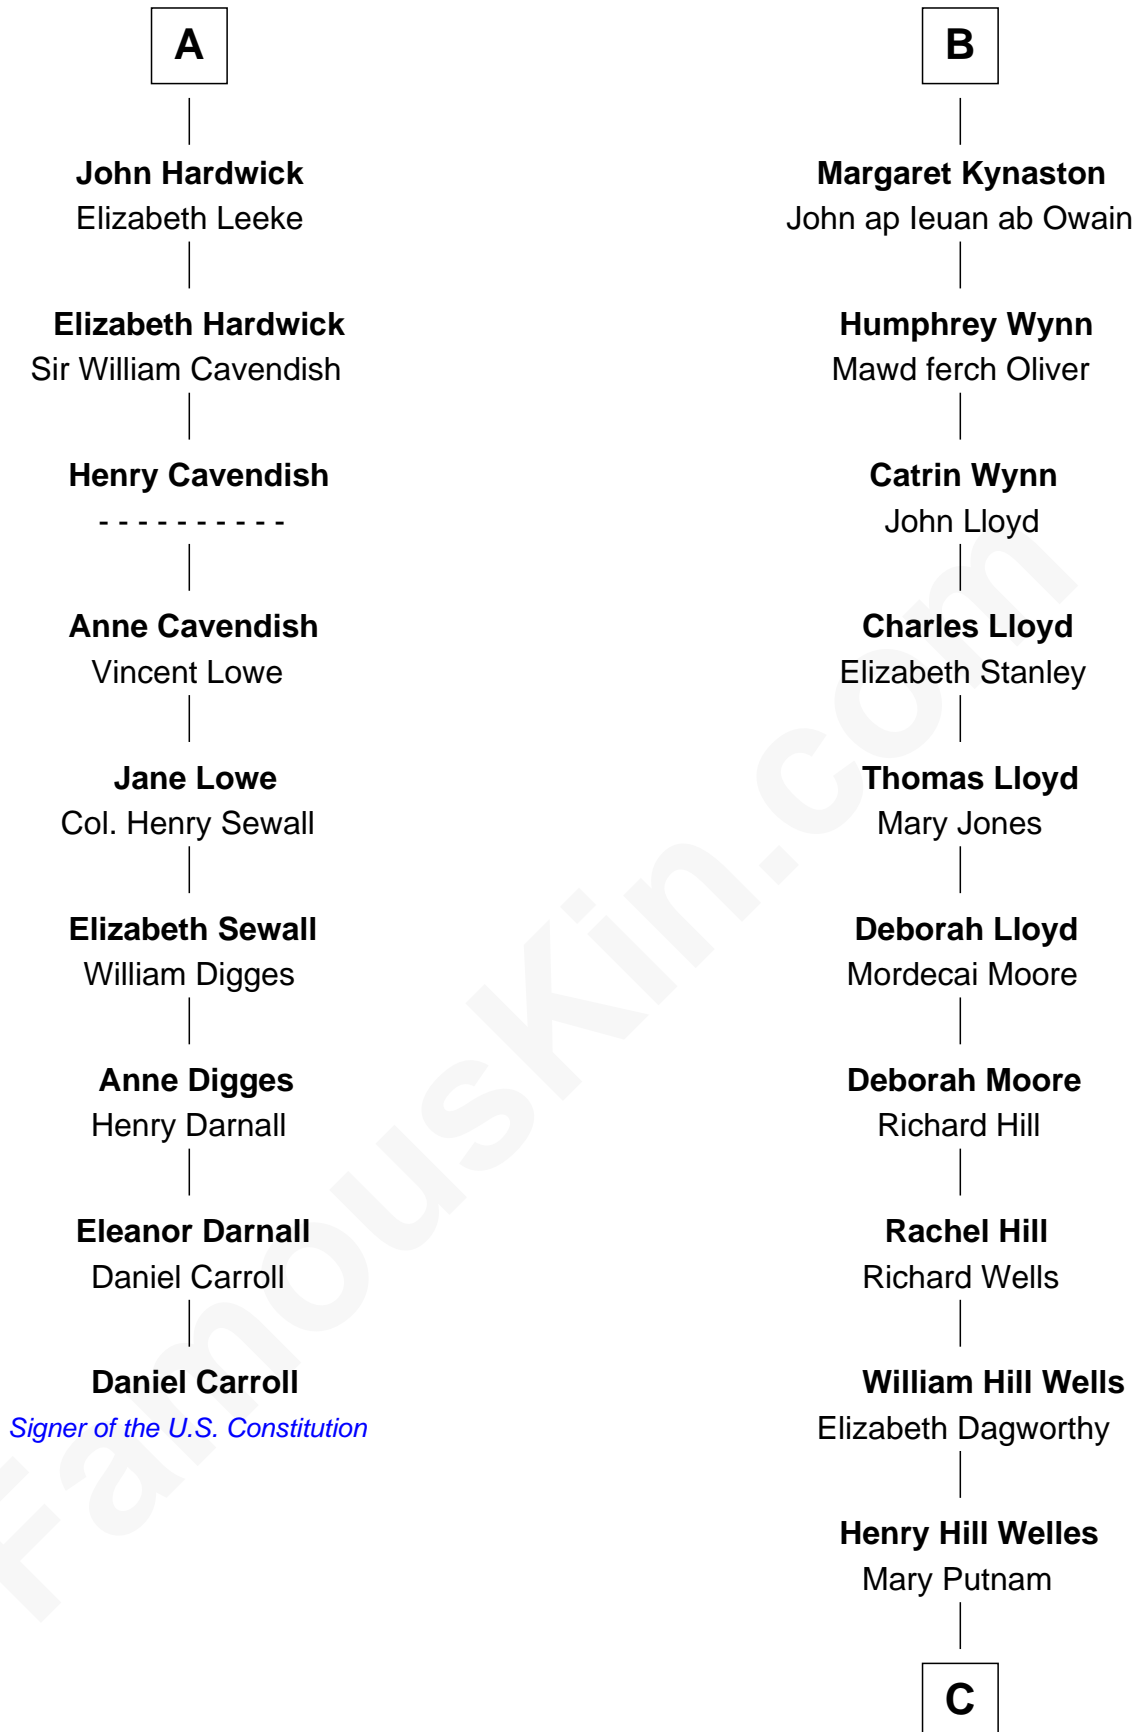 A
John Hardwick
Elizabeth Leeke
Elizabeth Hardwick
Sir William Cavendish
Henry Cavendish
- - - - - - - - - -
Anne Cavendish
Vincent Lowe
Jane Lowe
Col. Henry Sewall
Elizabeth Sewall
William Digges
Anne Digges
Henry Darnall
Eleanor Darnall
Daniel Carroll
Daniel Carroll
Signer of the U.S. Constitution
B
Margaret Kynaston
John ap Ieuan ab Owain
Humphrey Wynn
Mawd ferch Oliver
Catrin Wynn
John Lloyd
Charles Lloyd
Elizabeth Stanley
Thomas Lloyd
Mary Jones
Deborah Lloyd
Mordecai Moore
Deborah Moore
Richard Hill
Rachel Hill
Richard Wells
William Hill Wells
Elizabeth Dagworthy
Henry Hill Welles
Mary Putnam
C
FamousKin.com